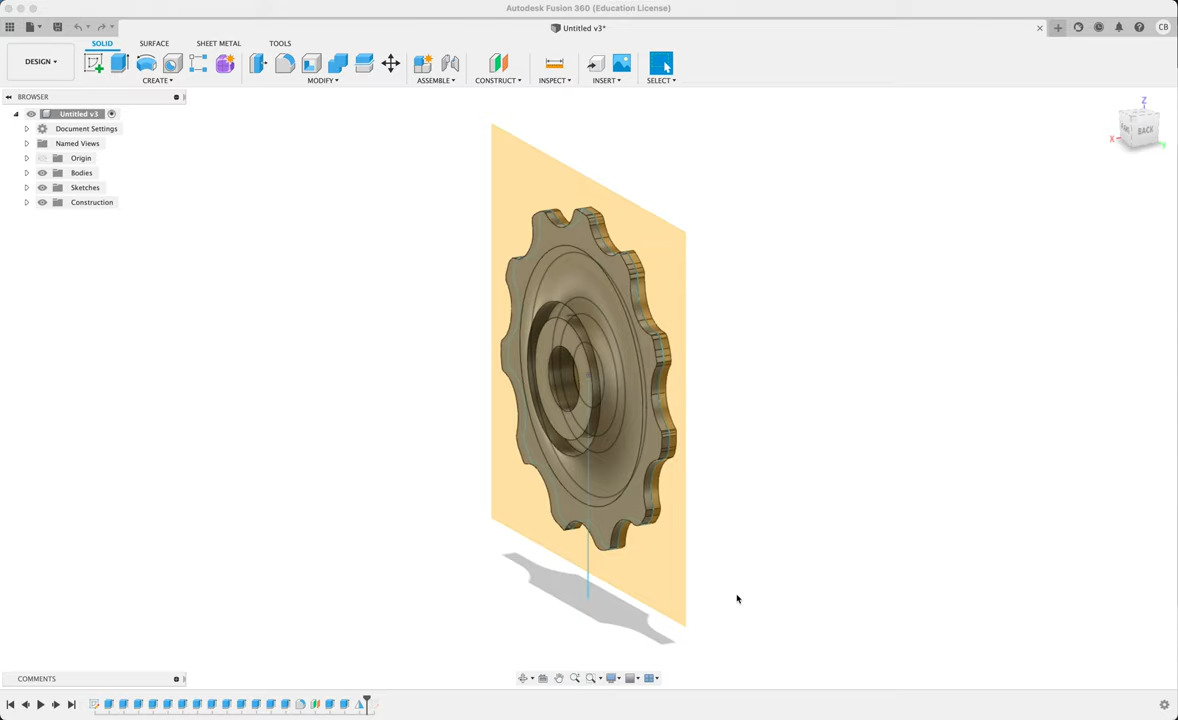 Autodesk Fusion 360 (Education License)
Untitled v3*
CB
DESIGN
SOLID SURFACE SHEET METAL TOOLS
CREATE MODIFY ASSEMBLE CONSTRUCT INSPECT INSERT SELECT
BROWSER
Untitled v3
Document Settings
Named Views
Origin
Bodies
Sketches
Construction
Z
BACK
X
Y
COMMENTS